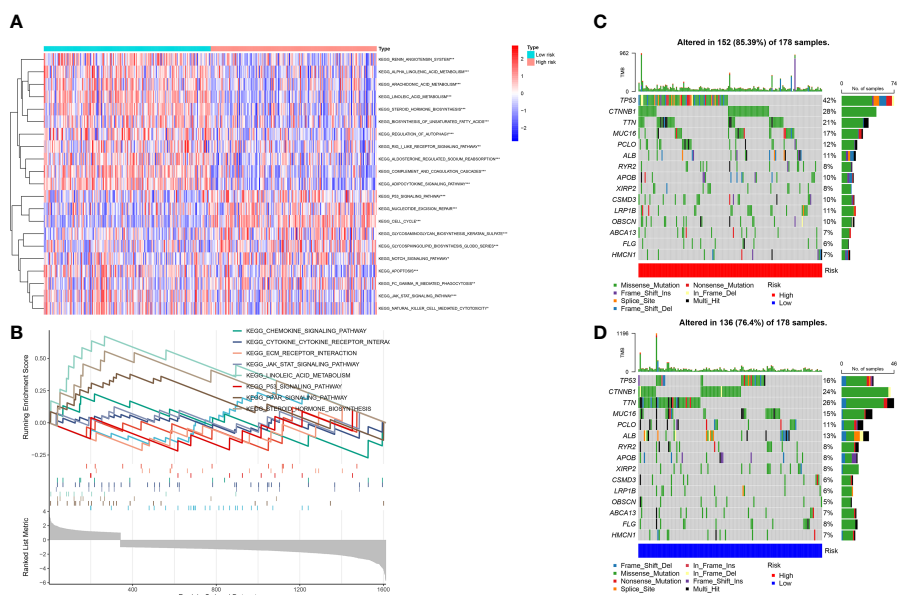 A
Type
KEGG_RENIN_ANGIOTENSIN_SYSTEM***
KEGG_ALPHA_LINOLENIC_ACID_METABOLISM***
KEGG_ARACHIDONIC_ACID_METABOLISM***
KEGG_LINOLEIC_ACID_METABOLISM***
KEGG_STEROID_HORMONE_BIOSYNTHESIS***
KEGG_BIOSYNTHESIS_OF_UNSATURATED_FATTY_ACIDS***
KEGG_REGULATION_OF_AUTOPHAGY***
KEGG_RIG_I_LIKE_RECEPTOR_SIGNALING_PATHWAY**
KEGG_ALDOSTERONE_REGULATED_SODIUM_REABSORPTION***
KEGG_COMPLEMENT_AND_COAGULATION_CASCADES***
KEGG_ADIPOCYTOKINE_SIGNALING_PATHWAY***
KEGG_P53_SIGNALING_PATHWAY***
KEGG_NUCLEOTIDE_EXCISION_REPAIR***
KEGG_CELL_CYCLE***
KEGG_GLYCOSAMINOGLYCAN_BIOSYNTHESIS_KERATAN_SULFATE***
KEGG_GLYCOSPHINGOLIPID_BIOSYNTHESIS_GLOBO_SERIES***
KEGG_NOTCH_SIGNALING_PATHWAY*
KEGG_APOPTOSIS***
KEGG_FC_GAMMA_R_MEDIATED_PHAGOCYTOSIS**
KEGG_JAK_STAT_SIGNALING_PATHWAY***
KEGG_NATURAL_KILLER_CELL_MEDIATED_CYTOTOXICITY*
Type
Low risk
High risk
2
1
0
-1
-2
B
Running Enrichment Score
0.50
0.25
0.00
−0.25
KEGG_CHEMOKINE_SIGNALING_PATHWAY
KEGG_CYTOKINE_CYTOKINE_RECEPTOR_INTERAC
KEGG_ECM_RECEPTOR_INTERACTION
KEGG_JAK_STAT_SIGNALING_PATHWAY
KEGG_LINOLEIC_ACID_METABOLISM
KEGG_P53_SIGNALING_PATHWAY
KEGG_PPAR_SIGNALING_PATHWAY
KEGG_STEROID_HORMONE_BIOSYNTHESIS
Ranked List Metric
4
2
0
−2
−4
−6
400
800
1200
1600
C
Altered in 152 (85.39%) of 178 samples.
TMB
982
0
0
74
No. of samples
TP53 42%
CTNNB1 28%
TTN 21%
MUC16 17%
PCLO 12%
ALB 11%
RYR2 8%
APOB 10%
XIRP2 8%
CSMD3 10%
LRP1B 11%
OBSCN 10%
ABCA13 7%
FLG 6%
HMCN1 7%
Risk
Missense_Mutation
Frame_Shift_Ins
Splice_Site
Frame_Shift_Del
Nonsense_Mutation
In_Frame_Del
Multi_Hit
Risk
High
Low
D
Altered in 136 (76.4%) of 178 samples.
TMB
1196
0
0
46
No. of samples
TP53 16%
CTNNB1 24%
TTN 26%
MUC16 15%
PCLO 11%
ALB 13%
RYR2 8%
APOB 8%
XIRP2 8%
CSMD3 6%
LRP1B 6%
OBSCN 5%
ABCA13 7%
FLG 8%
HMCN1 7%
Risk
Frame_Shift_Del
Missense_Mutation
Nonsense_Mutation
Splice_Site
In_Frame_Ins
In_Frame_Del
Frame_Shift_Ins
Multi_Hit
Risk
High
Low